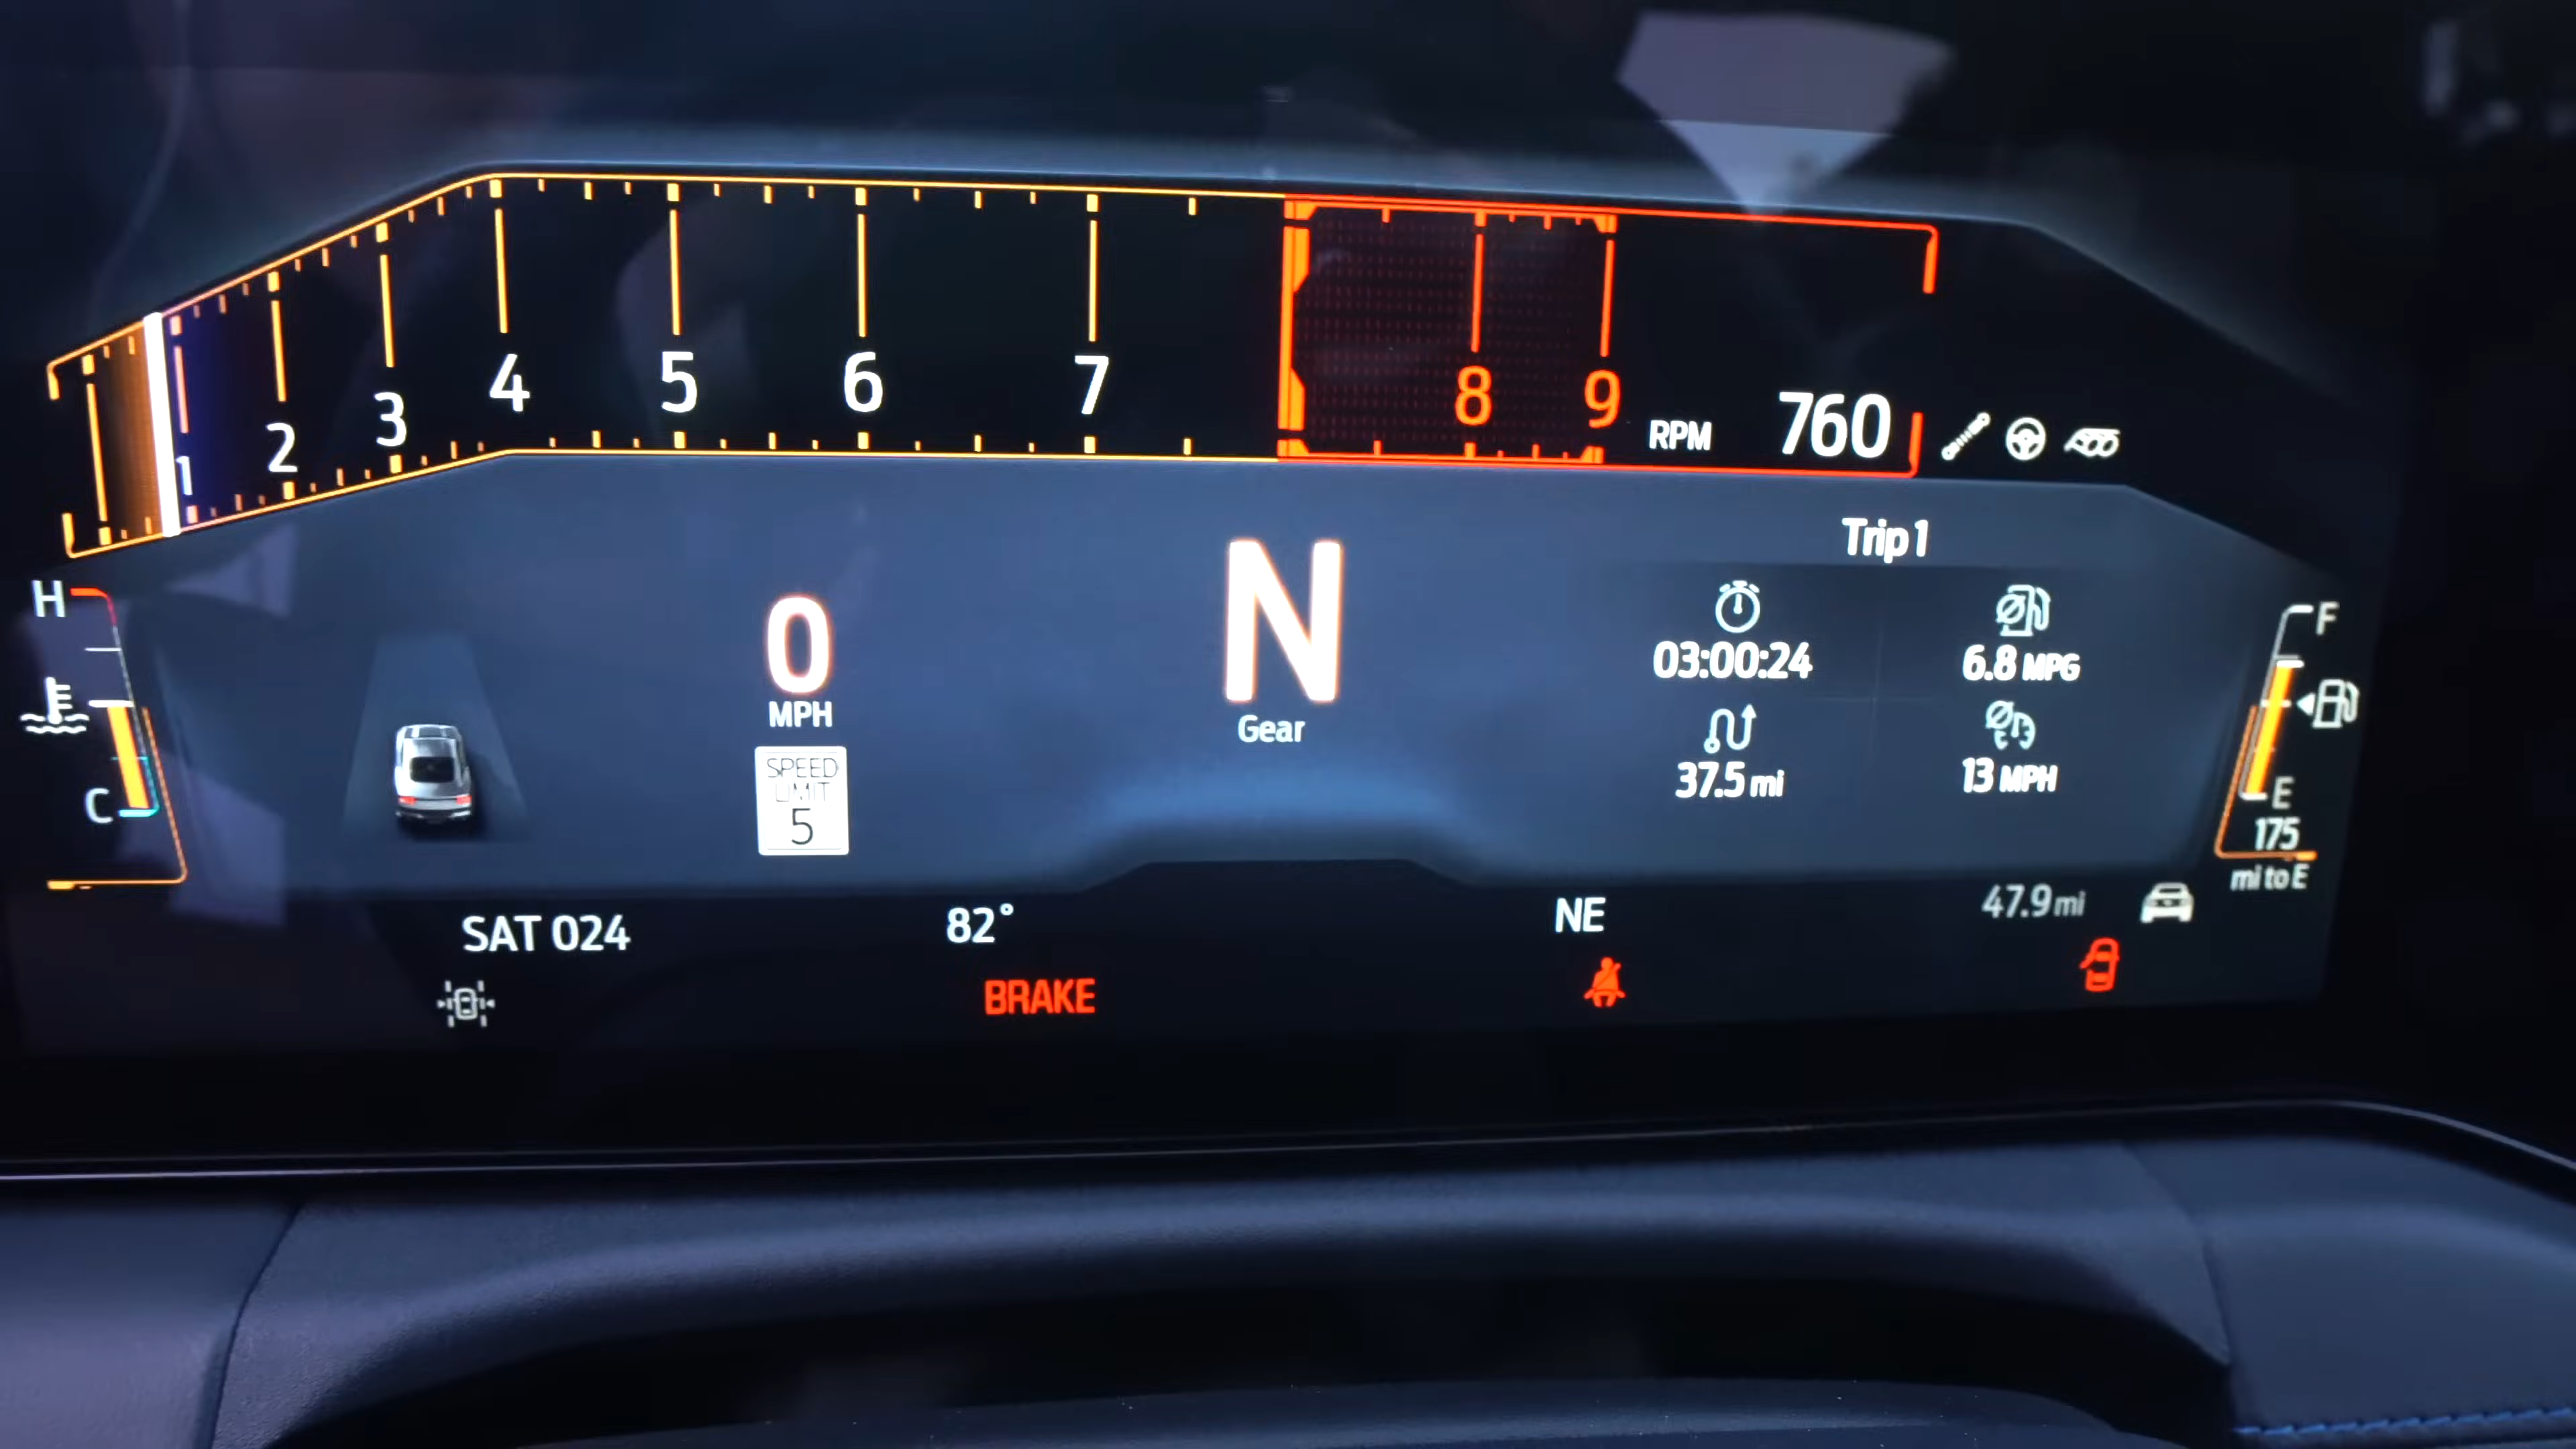 1 2 3 4 5 6 7 8 9
RPM 760
Trip 1
H
C
0
MPH
SPEED
LIMIT
5
N
Gear
03:00:24
6.8 MPG
37.5 mi
13 MPH
F
E
175
mi to E
SAT 024
82°
NE
47.9 mi
BRAKE